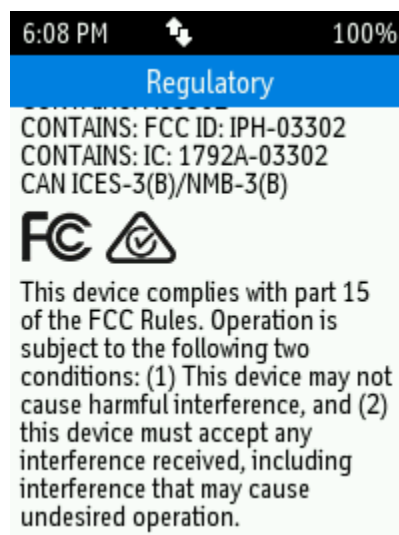 6:08 PM 100%
Regulatory
CONTAINS: FCC ID: IPH-03302
CONTAINS: IC: 1792A-03302
CAN ICES-3(B)/NMB-3(B)
FC
This device complies with part 15
of the FCC Rules. Operation is
subject to the following two
conditions: (1) This device may not
cause harmful interference, and (2)
this device must accept any
interference received, including
interference that may cause
undesired operation.